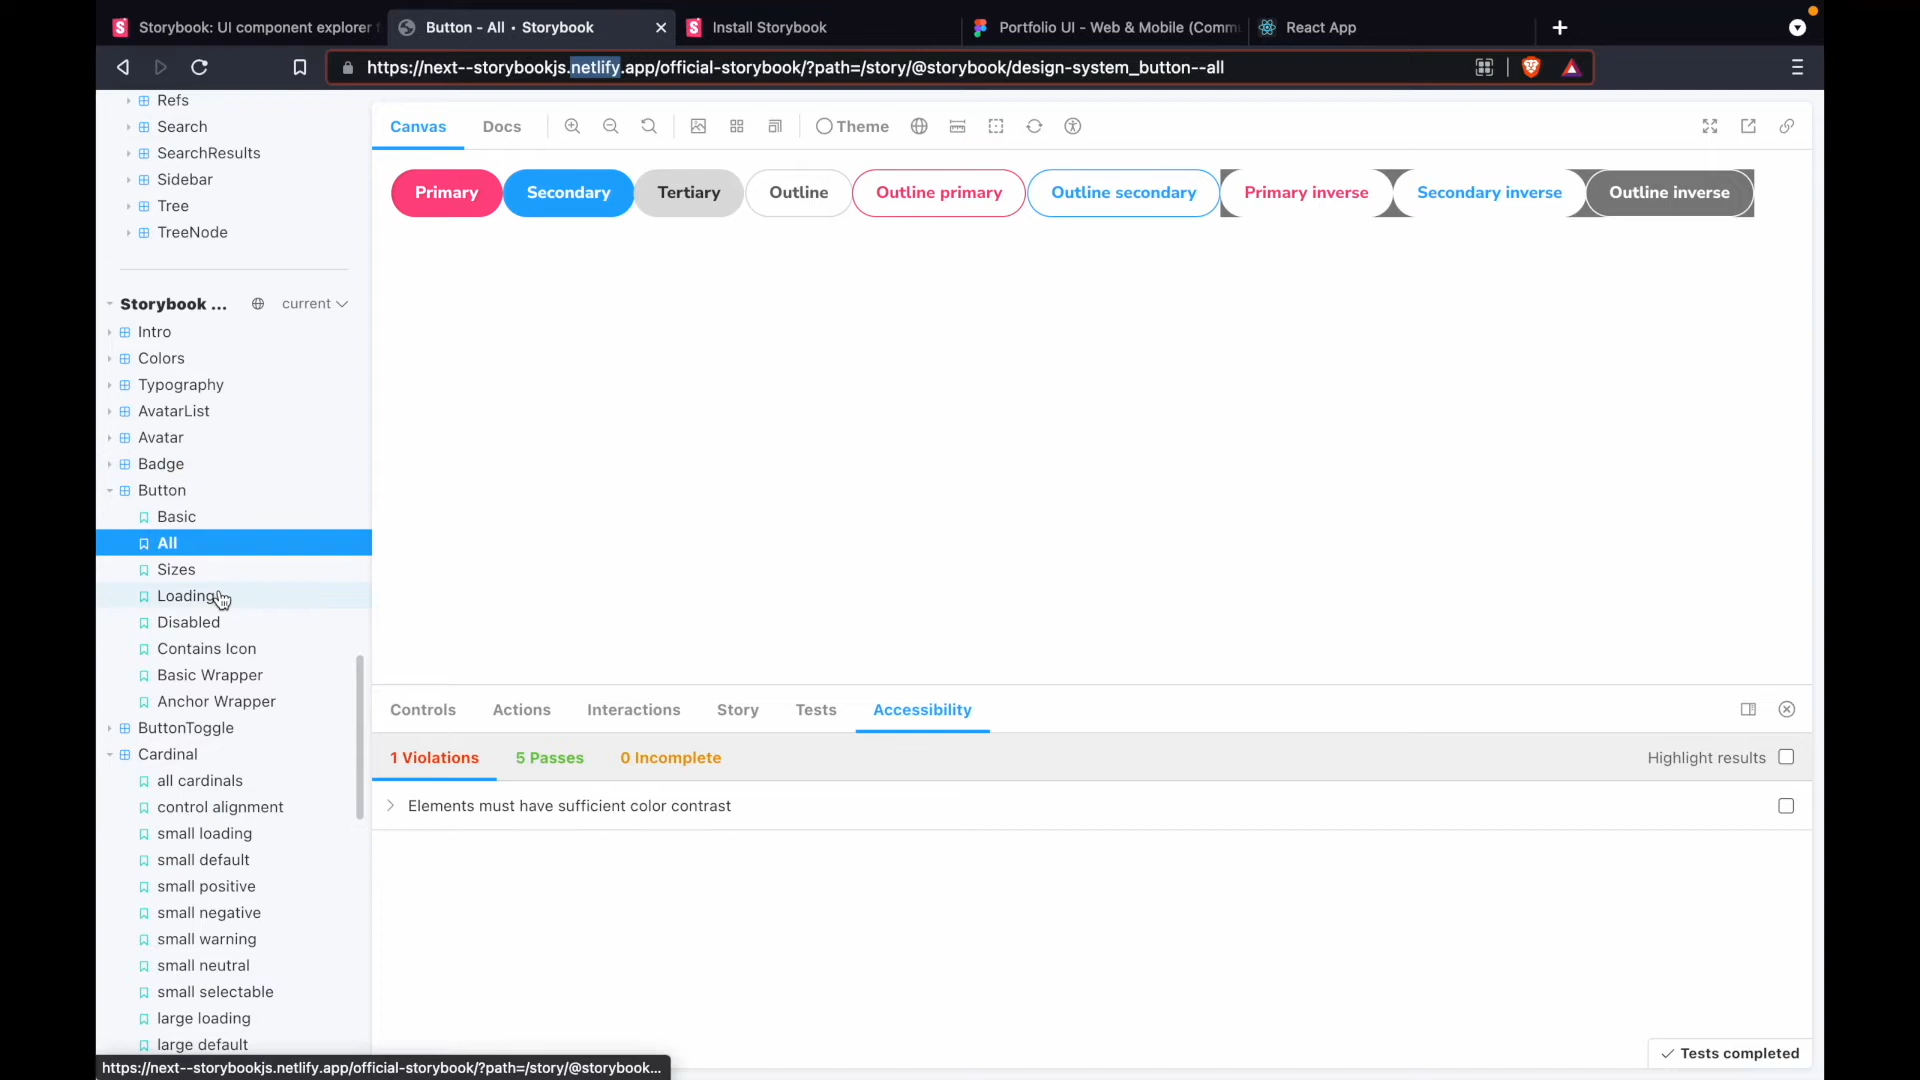 Storybook: UI component explorer f
Button - All • Storybook
Install Storybook
Portfolio UI - Web & Mobile (Comm
React App
https://next--storybookjs.netlify.app/official-storybook/?path=/story/@storybook/design-system_button--all
Refs
Search
SearchResults
Sidebar
Tree
TreeNode
Storybook ...
current
Intro
Colors
Typography
AvatarList
Avatar
Badge
Button
Basic
All
Sizes
Loading
Disabled
Contains Icon
Basic Wrapper
Anchor Wrapper
ButtonToggle
Cardinal
all cardinals
control alignment
small loading
small default
small positive
small negative
small warning
small neutral
small selectable
large loading
large default
https://next--storybookjs.netlify.app/official-storybook/?path=/story/@storybook...
Canvas
Docs
Theme
Primary
Secondary
Tertiary
Outline
Outline primary
Outline secondary
Primary inverse
Secondary inverse
Outline inverse
Controls
Actions
Interactions
Story
Tests
Accessibility
1 Violations
5 Passes
0 Incomplete
Highlight results
Elements must have sufficient color contrast
Tests completed